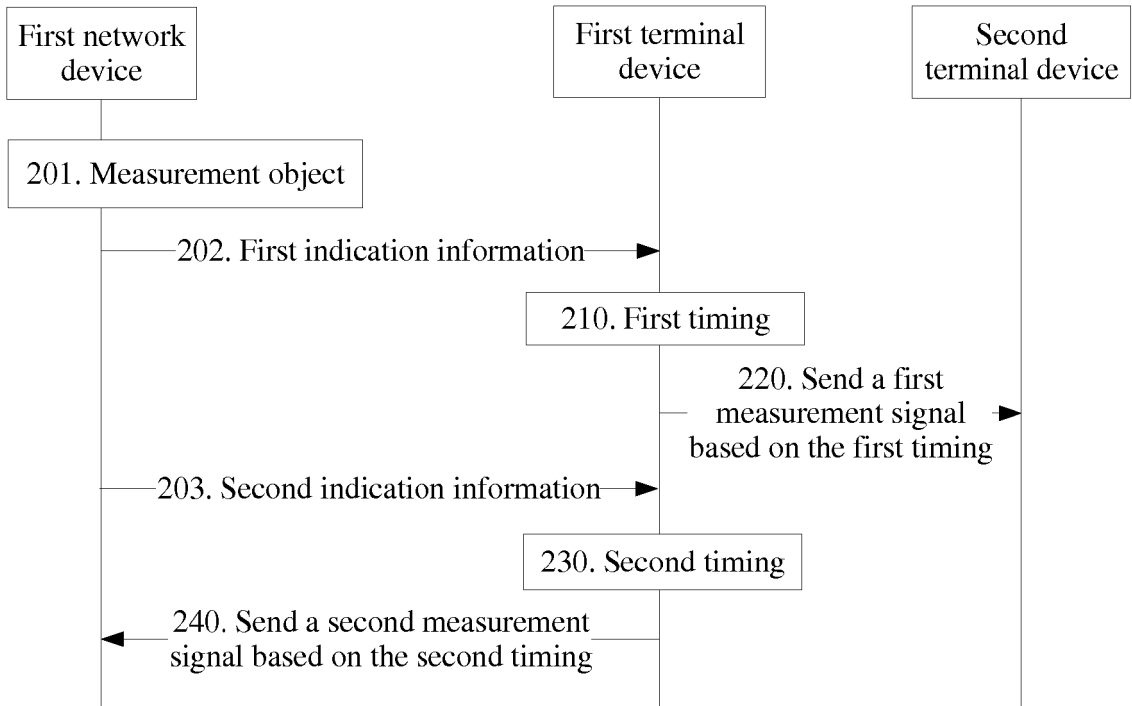 First network
device
First terminal
device
Second
terminal device
201. Measurement object
202. First indication information
210. First timing
220. Send a first
measurement signal
based on the first timing
203. Second indication information
230. Second timing
240. Send a second measurement
signal based on the second timing